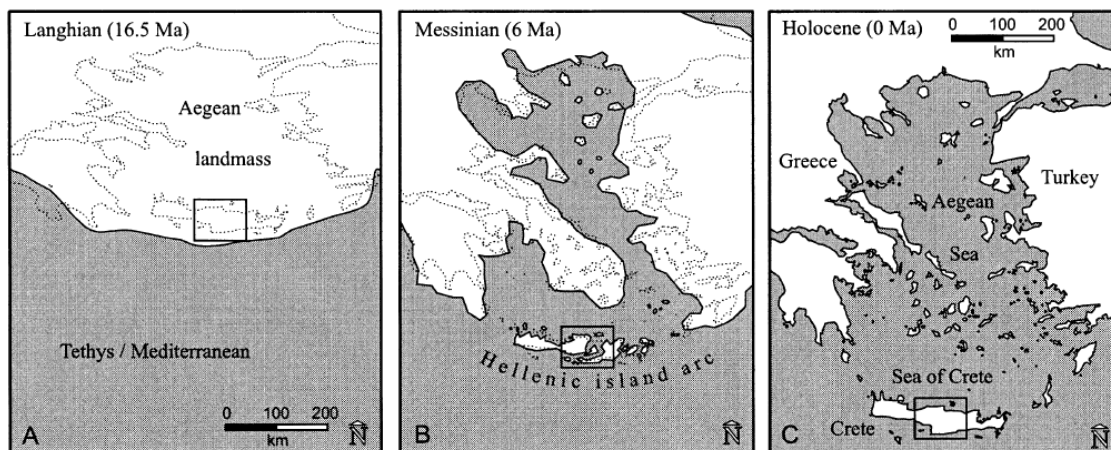 Langhian (16.5 Ma)
Aegean
landmass
Tethys / Mediterranean
0 100 200
km
A
N
Messinian (6 Ma)
Hellenic island arc
B
N
Holocene (0 Ma)
0 100 200
km
Greece
Turkey
Aegean
Sea
Sea of Crete
Crete
C
N